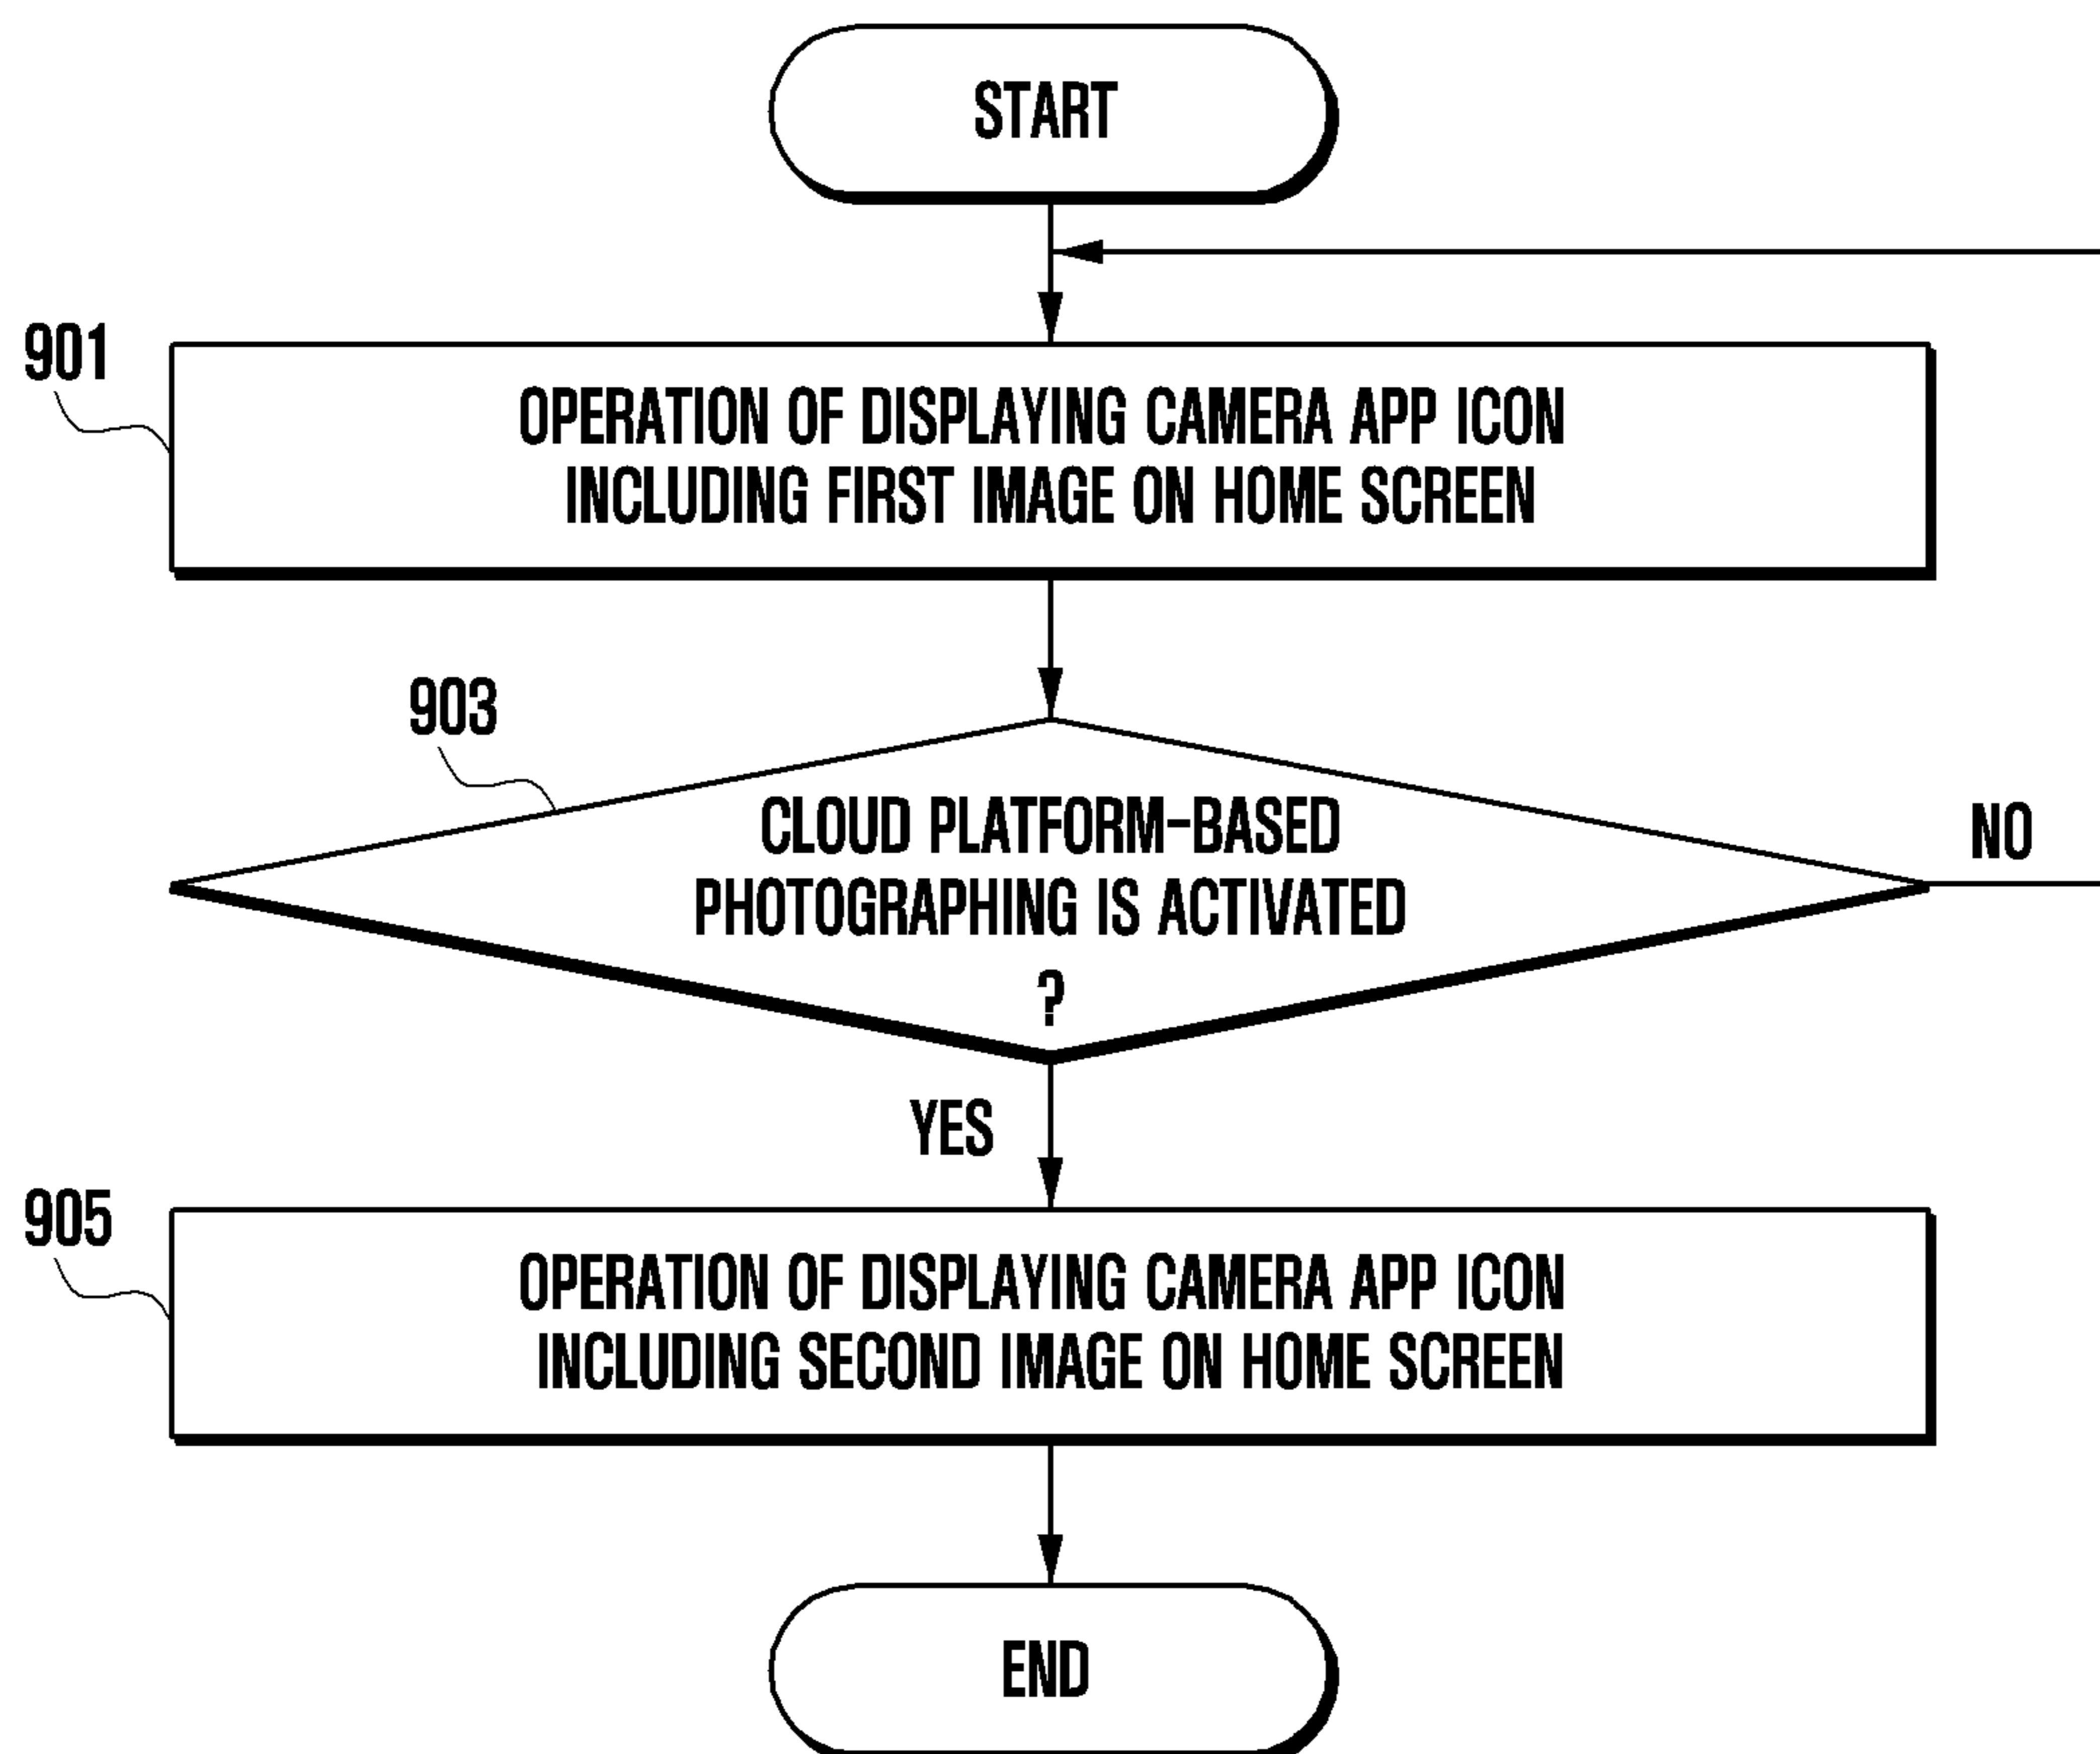 START
901
OPERATION OF DISPLAYING CAMERA APP ICON
INCLUDING FIRST IMAGE ON HOME SCREEN
903
CLOUD PLATFORM-BASED
PHOTOGRAPHING IS ACTIVATED
?
NO
YES
905
OPERATION OF DISPLAYING CAMERA APP ICON
INCLUDING SECOND IMAGE ON HOME SCREEN
END